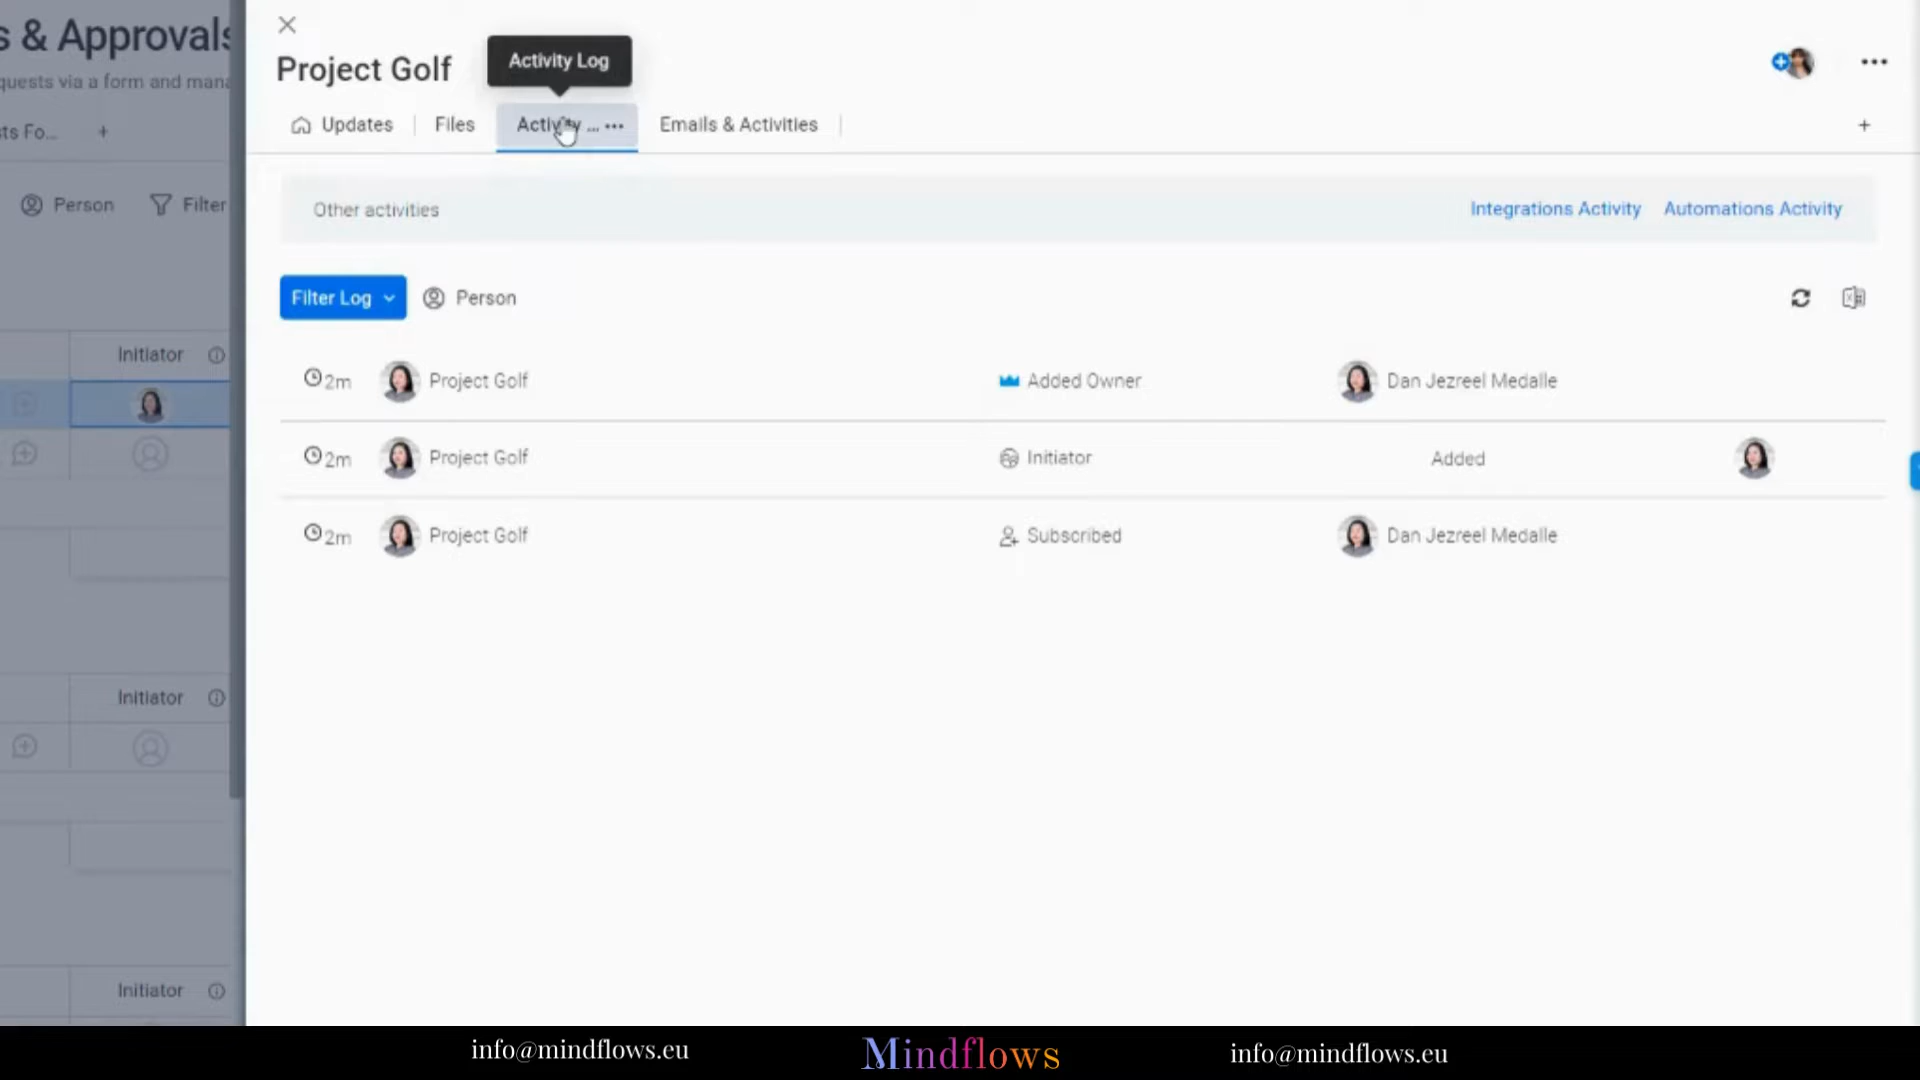 s & Approvals
quests via a form and mana
ts Fo... +
Person Filter
Initiator
Initiator
Initiator
Project Golf
Activity Log
Updates Files Activity ... Emails & Activities
Other activities Integrations Activity Automations Activity
Filter Log Person
2m Project Golf Added Owner Dan Jezreel Medalle
2m Project Golf Initiator Added
2m Project Golf Subscribed Dan Jezreel Medalle
info@mindflows.eu Mindflows info@mindflows.eu